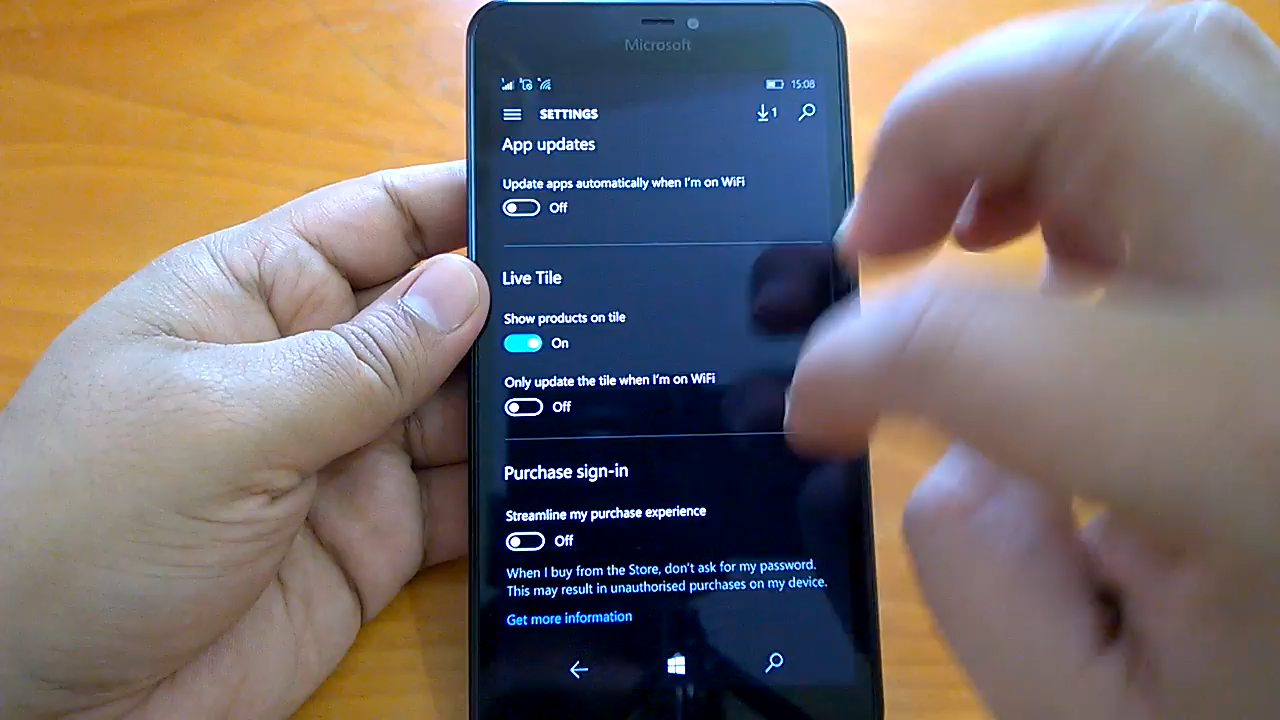 Microsoft
15:08
SETTINGS
1
App updates
Update apps automatically when I'm on WiFi
Off
Live Tile
Show products on tile
On
Only update the tile when I'm on WiFi
Off
Purchase sign-in
Streamline my purchase experience
Off
When I buy from the Store, don't ask for my password.
This may result in unauthorised purchases on my device.
Get more information